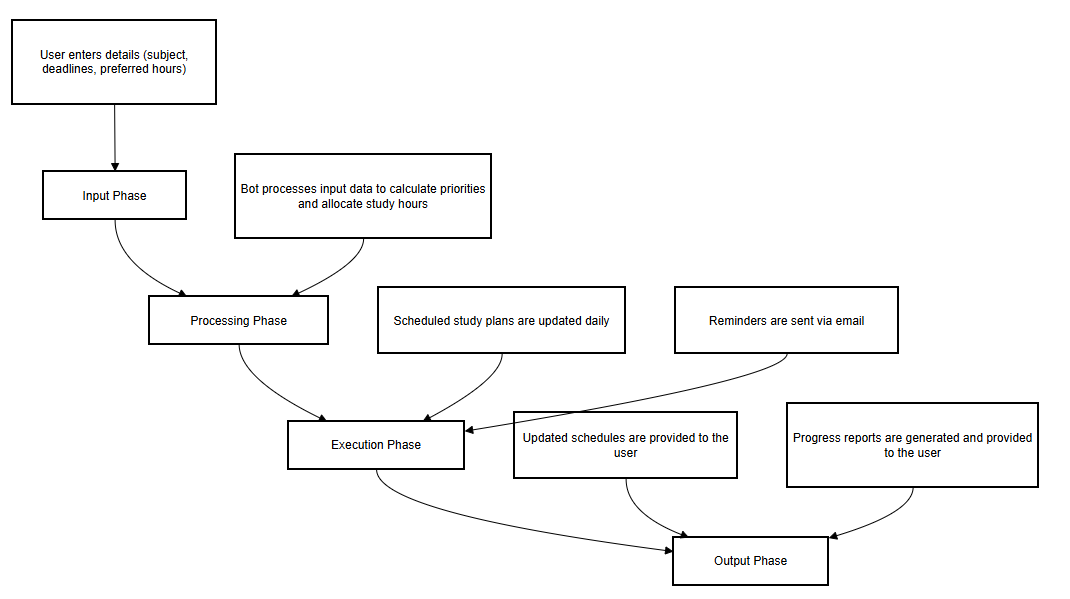 User enters details (subject,
deadlines, preferred hours)
Input Phase
Bot processes input data to calculate priorities
and allocate study hours
Processing Phase
Scheduled study plans are updated daily
Reminders are sent via email
Execution Phase
Updated schedules are provided to the
user
Progress reports are generated and provided
to the user
Output Phase